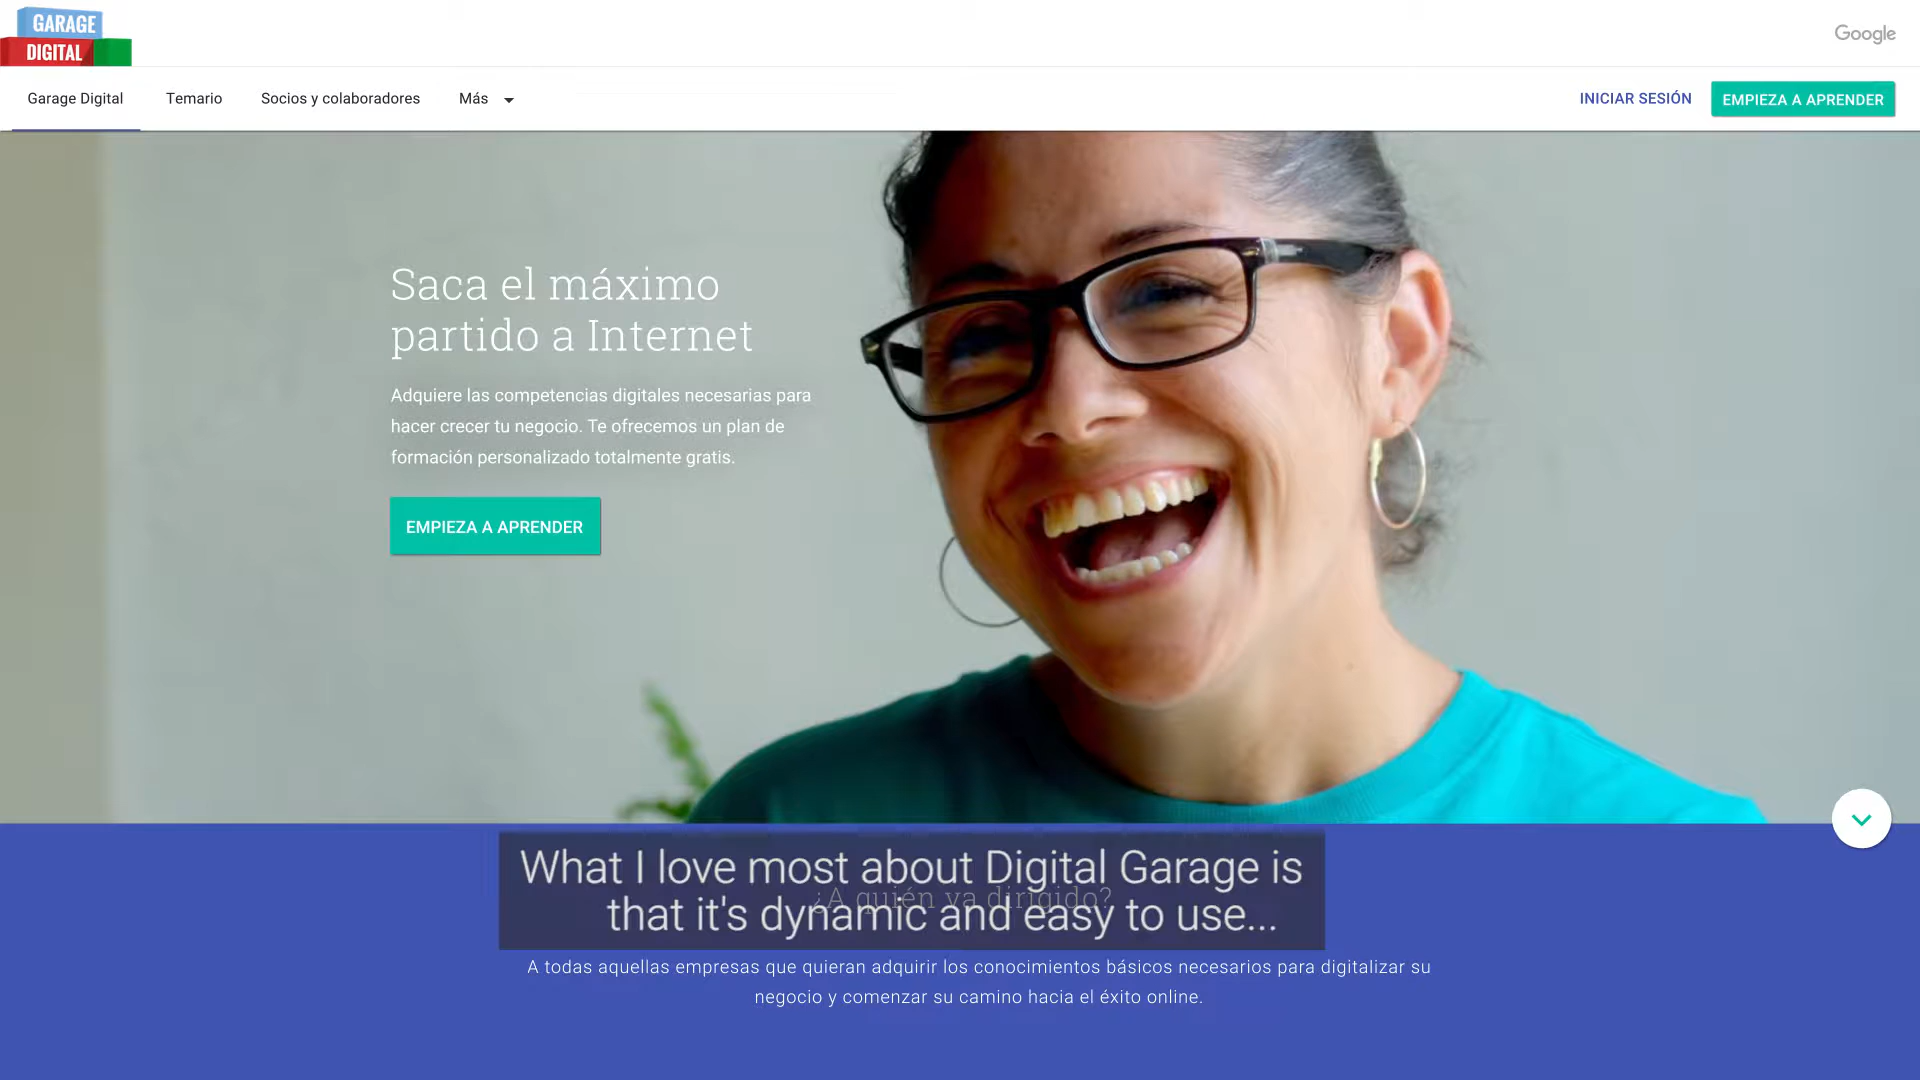 GARAGE
DIGITAL
Google
Garage Digital
Temario
Socios y colaboradores
Más
INICIAR SESIÓN
EMPIEZA A APRENDER
Saca el máximo
partido a Internet
Adquiere las competencias digitales necesarias para
hacer crecer tu negocio. Te ofrecemos un plan de
formación personalizado totalmente gratis.
EMPIEZA A APRENDER
What I love most about Digital Garage is
that it's dynamic and easy to use...
¿A quién va dirigido?
A todas aquellas empresas que quieran adquirir los conocimientos básicos necesarios para digitalizar su
negocio y comenzar su camino hacia el éxito online.